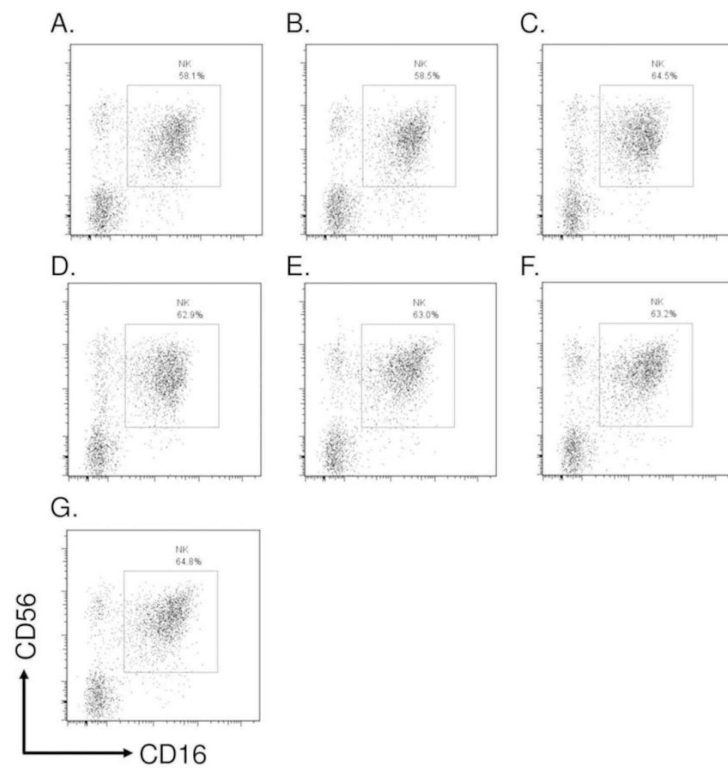 A.
B.
C.
NK
58.1%
NK
58.5%
NK
64.5%
D.
E.
F.
NK
62.9%
NK
63.0%
NK
63.2%
G.
NK
64.8%
CD56
CD16